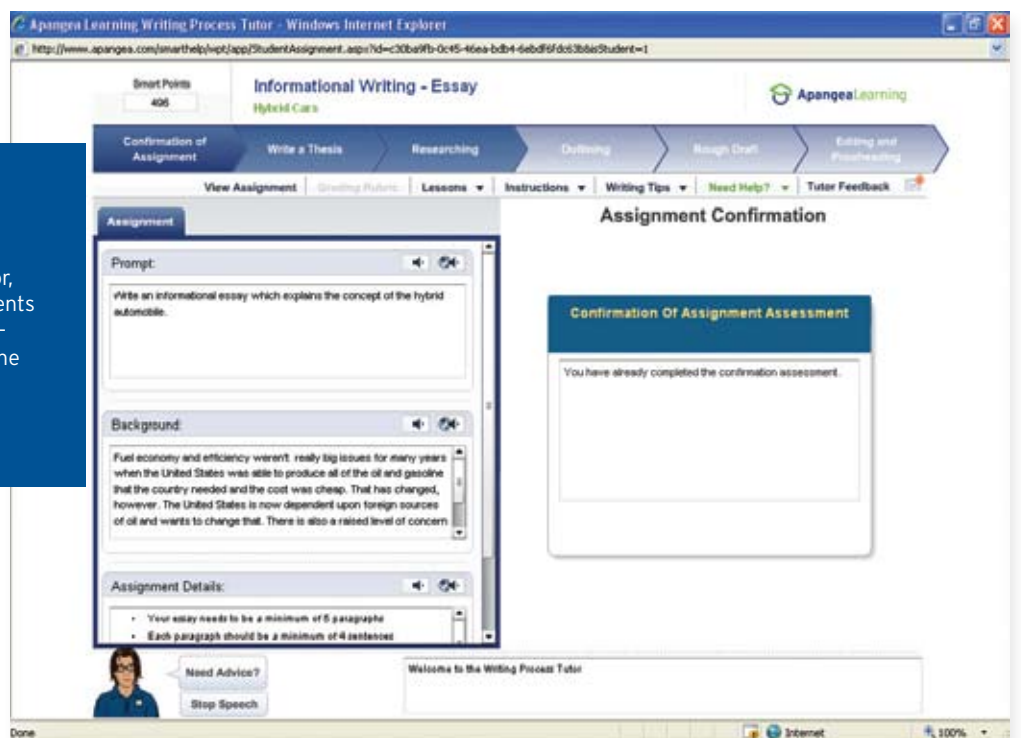 Apangea Learning Writing Process Tutor - Windows Internet Explorer
Smart Points
Informational Writing - Essay
Hybrid Cars
ApangeaLearning
Confirmation of
Assignment
Write a Thesis
Researching
Outlining
Rough Draft
Editing and
Proofreading
View Assignment
Grading Rubric
Lessons
Instructions
Writing Tips
Need Help?
Tutor Feedback
or,
ents
–
ne
Assignment
Prompt:
Write an informational essay which explains the concept of the hybrid
automobile.
Background:
Fuel economy and efficiency weren't really big issues for many years
when the United States was able to produce all of the oil and gasoline
that the country needed and the cost was cheap. That has changed,
however. The United States is now dependent upon foreign sources
of oil and wants to change that. There is also a raised level of concern
Assignment Details:
• Your essay needs to be a minimum of 5 paragraphs
• Each paragraph should be a minimum of 4 sentences
Assignment Confirmation
Confirmation Of Assignment Assessment
You have already completed the confirmation assessment.
Need Advice?
Stop Speech
Welcome to the Writing Process Tutor
Done
Internet
100%